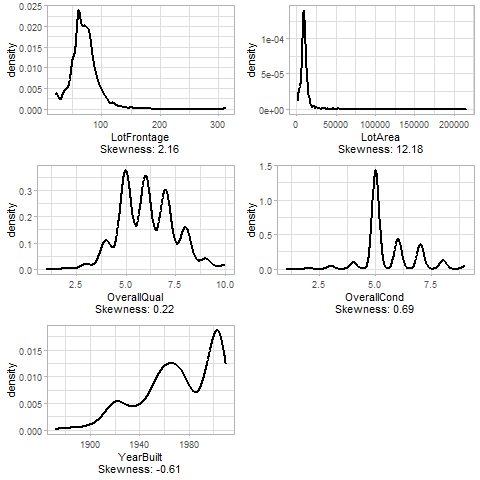 0.025
0.020
0.015
0.010
0.005
0.000
density
100
200
300
LotFrontage
Skewness: 2.16
1e-04
5e-05
0e+00
density
0
50000
100000
150000
200000
LotArea
Skewness: 12.18
0.3
0.2
0.1
0.0
density
2.5
5.0
7.5
10.0
OverallQual
Skewness: 0.22
1.5
1.0
0.5
0.0
density
2.5
5.0
7.5
OverallCond
Skewness: 0.69
0.015
0.010
0.005
0.000
density
1900
1940
1980
YearBuilt
Skewness: -0.61